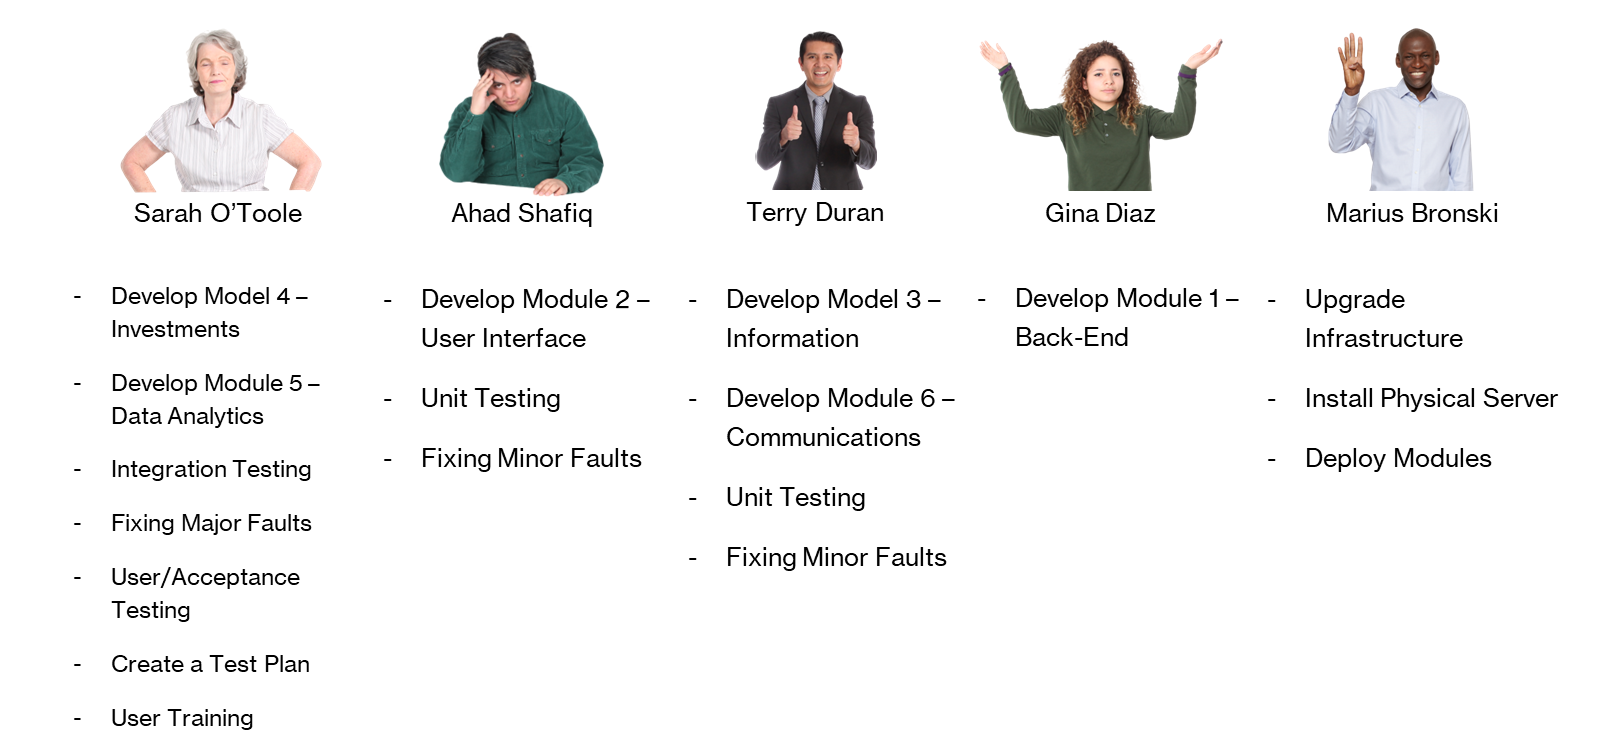 Sarah O’Toole
Ahad Shafiq
Terry Duran
Gina Diaz
Marius Bronski
- Develop Model 4 –
Investments
- Develop Module 5 –
Data Analytics
- Integration Testing
- Fixing Major Faults
- User/Acceptance
Testing
- Create a Test Plan
- User Training
- Develop Module 2 –
User Interface
- Unit Testing
- Fixing Minor Faults
- Develop Model 3 –
Information
- Develop Module 6 –
Communications
- Unit Testing
- Fixing Minor Faults
- Develop Module 1 –
Back-End
- Upgrade
Infrastructure
- Install Physical Server
- Deploy Modules